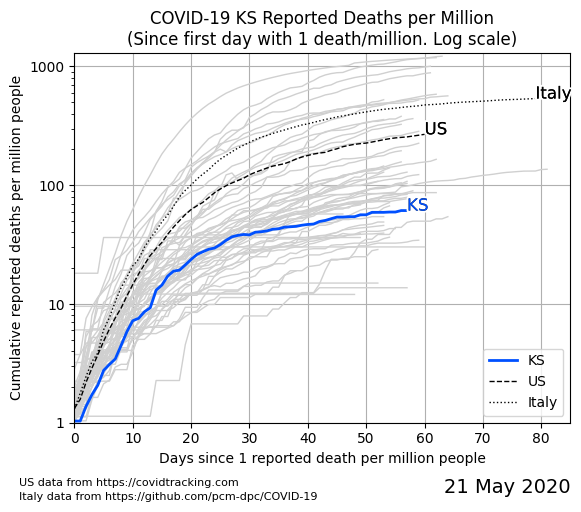 COVID-19 KS Reported Deaths per Million
(Since first day with 1 death/million. Log scale)
Cumulative reported deaths per million people
1000
100
10
1
Italy
US
KS
KS
US
Italy
0 10 20 30 40 50 60 70 80
Days since 1 reported death per million people
US data from https://covidtracking.com
Italy data from https://github.com/pcm-dpc/COVID-19
21 May 2020